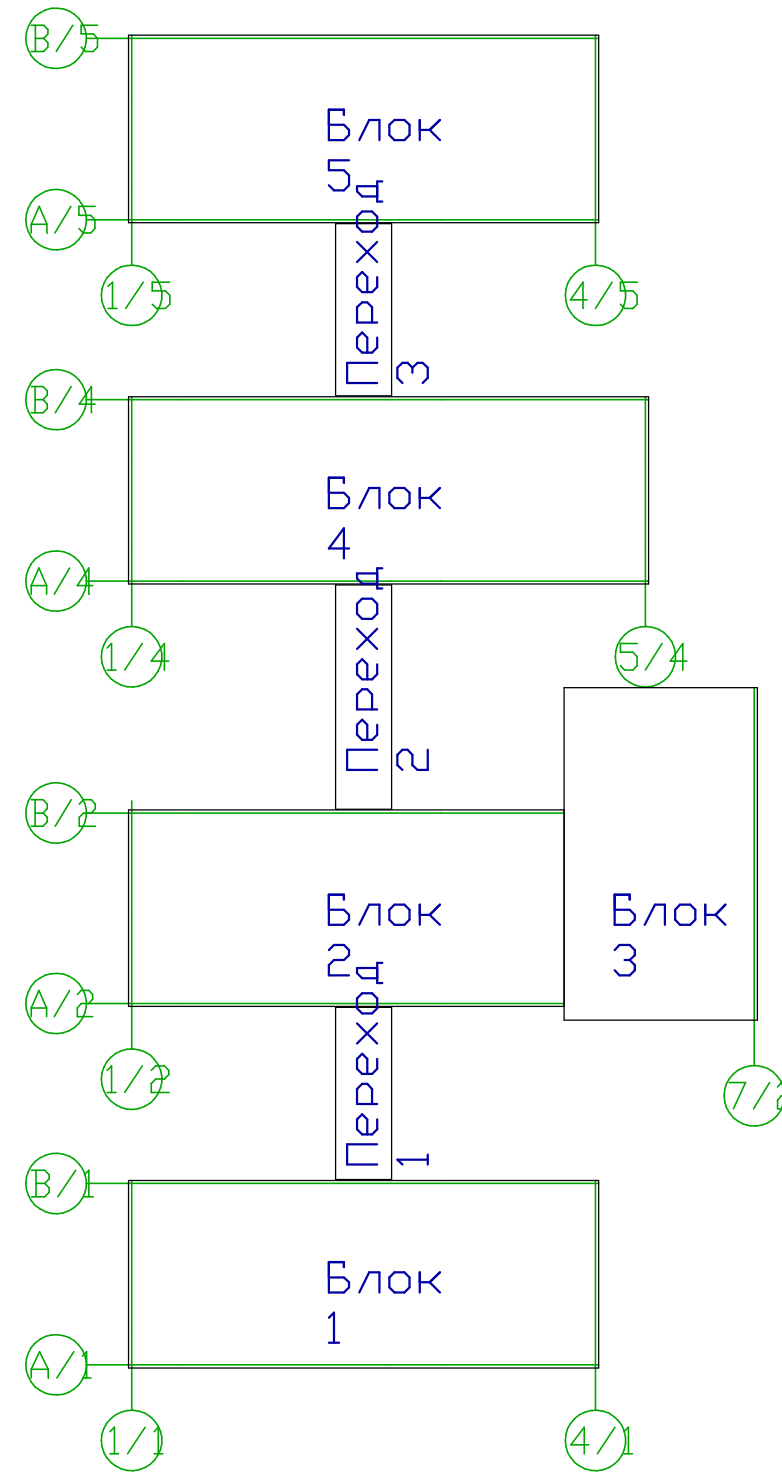 В/5
Блок
5
А/5
1/5
4/5
Переход
3
В/4
Блок
4
А/4
1/4
5/4
Переход
2
В/2
Блок
2
Блок
3
А/2
1/2
7/2
Переход
1
В/1
Блок
1
А/1
1/1
4/1